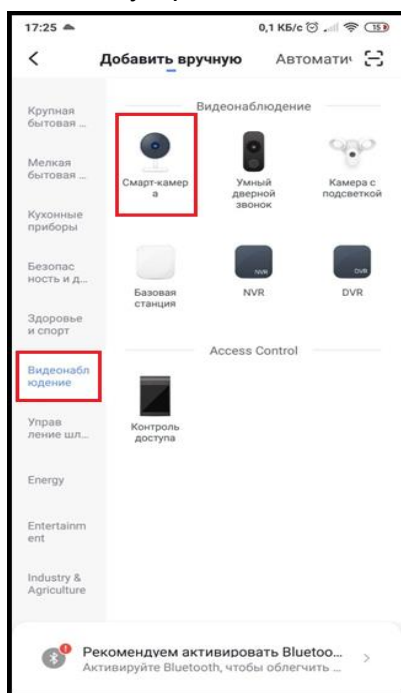 17:25
0,1 КБ/с
15
Добавить вручную
Автомати
Крупная
бытовая ...
Мелкая
бытовая ...
Кухонные
приборы
Безопас
ность и д...
Здоровье
и спорт
Видеонабл
юдение
Управ
ление шл...
Energy
Entertainm
ent
Industry &
Agriculture
Видеонаблюдение
Смарт-камер
а
Умный
дверной
звонок
Камера с
подсветкой
Базовая
станция
NVR
NVR
DVR
DVR
Access Control
Контроль
доступа
Рекомендуем активировать Bluetoo...
Активируйте Bluetooth, чтобы облегчить ...